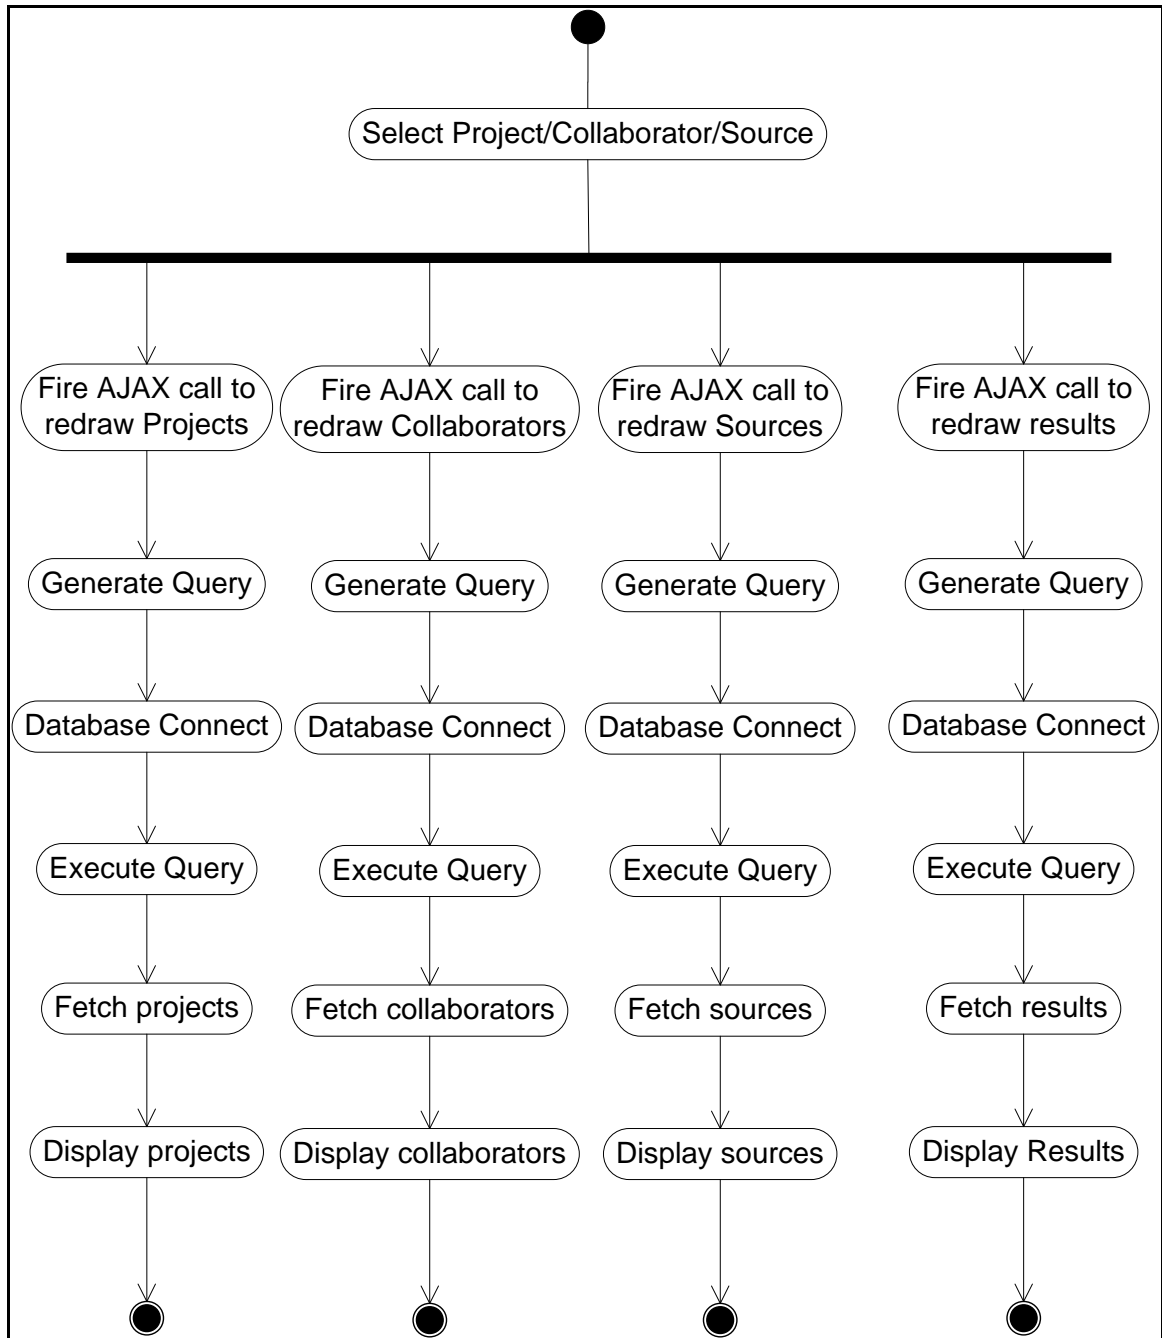 Select Project/Collaborator/Source
Fire AJAX call to
redraw Projects
Fire AJAX call to
redraw Collaborators
Fire AJAX call to
redraw Sources
Fire AJAX call to
redraw results
Generate Query
Generate Query
Generate Query
Generate Query
Database Connect
Database Connect
Database Connect
Database Connect
Execute Query
Execute Query
Execute Query
Execute Query
Fetch projects
Fetch collaborators
Fetch sources
Fetch results
Display projects
Display collaborators
Display sources
Display Results